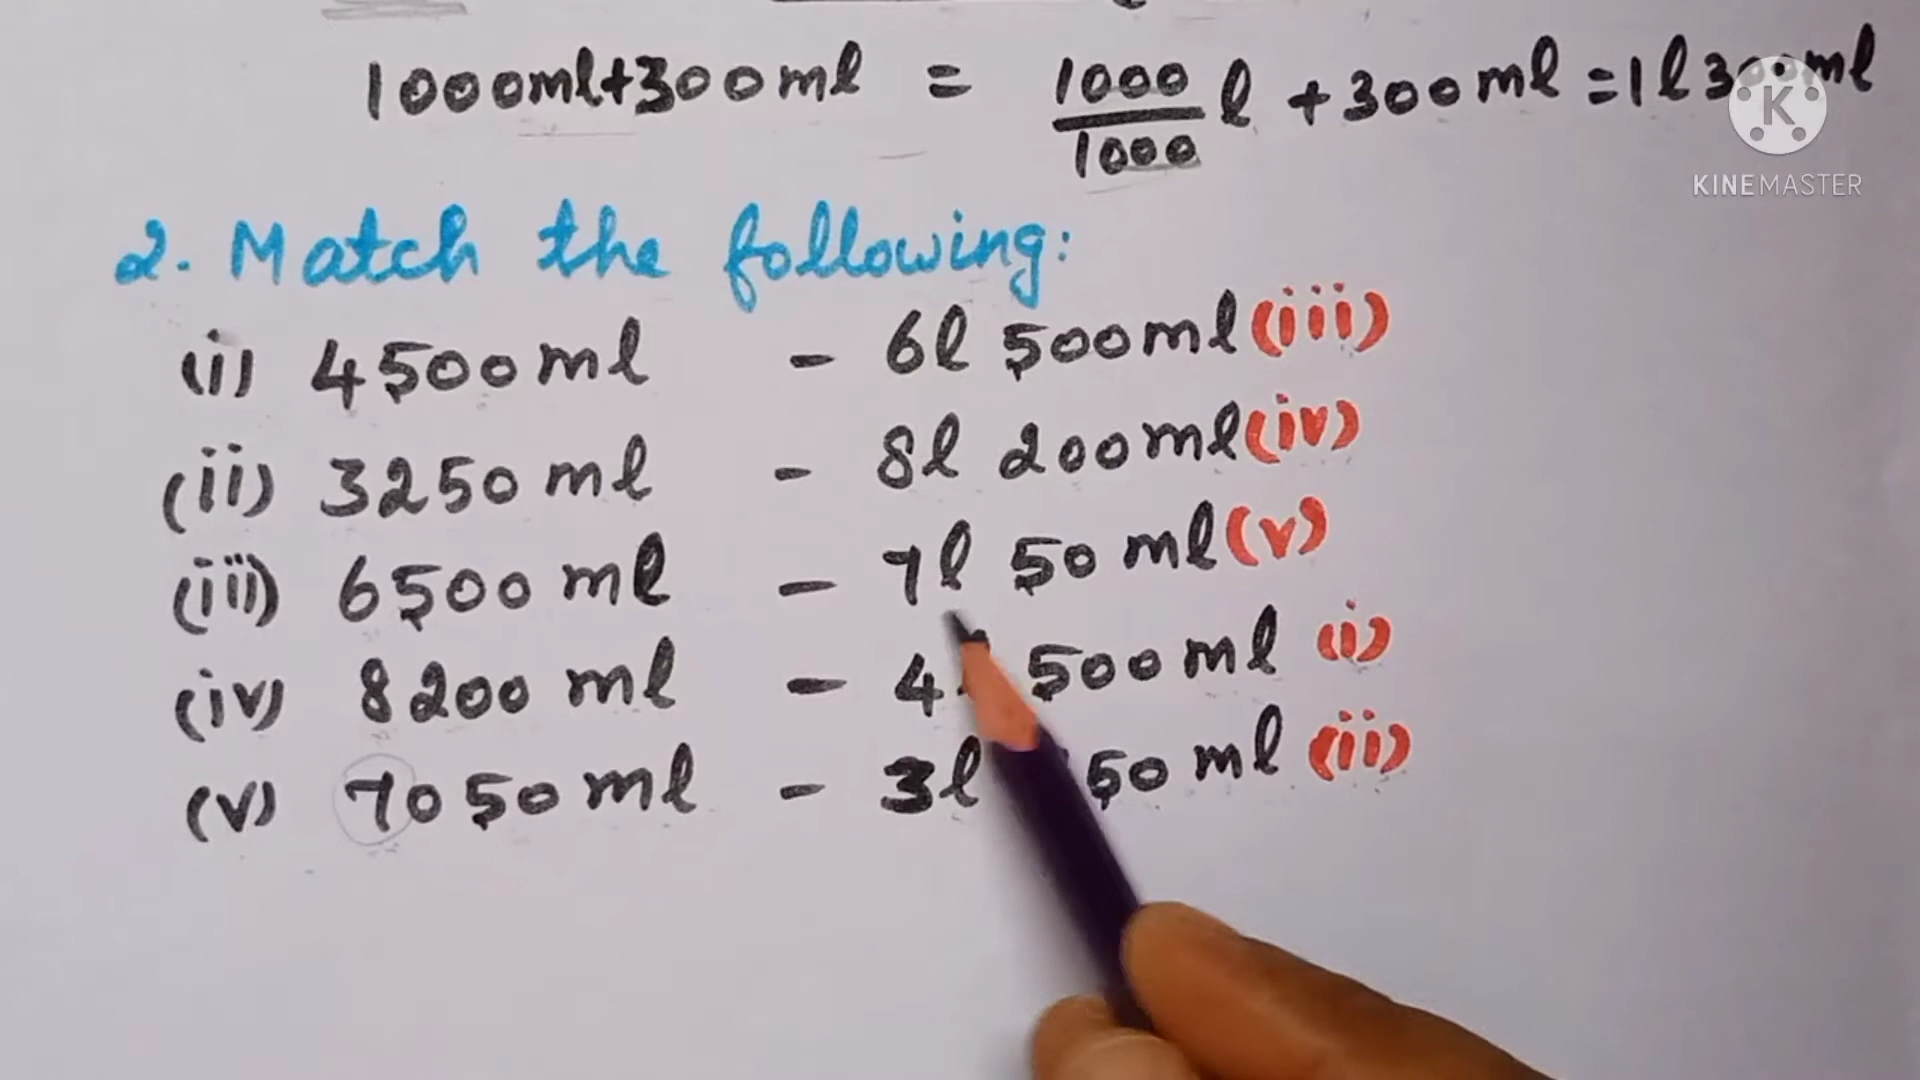 1000ml+300ml = 1000/1000 l + 300ml = 1l 300ml
KINEMASTER
2. Match the following:
(i) 4500ml - 6l 500ml (iii)
(ii) 3250ml - 8l 200ml (iv)
(iii) 6500ml - 7l 50ml (v)
(iv) 8200ml - 4 500ml (i)
(v) 7050ml - 3l 50ml (ii)